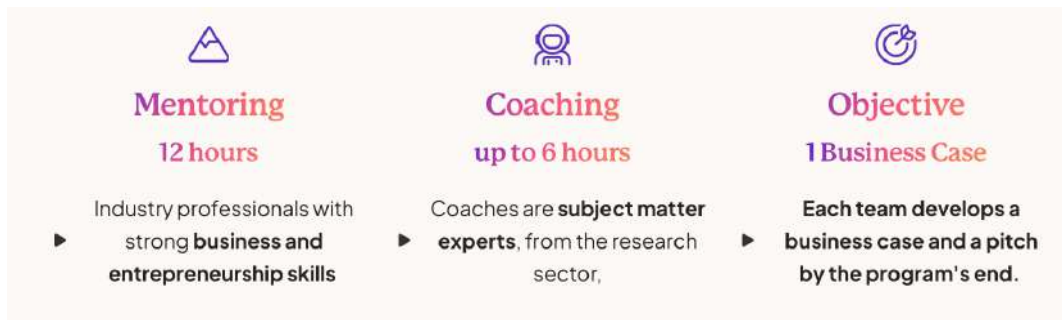 Mentoring
12 hours
Industry professionals with
strong business and
entrepreneurship skills
Coaching
up to 6 hours
Coaches are subject matter
experts, from the research
sector,
Objective
1 Business Case
Each team develops a
business case and a pitch
by the program's end.